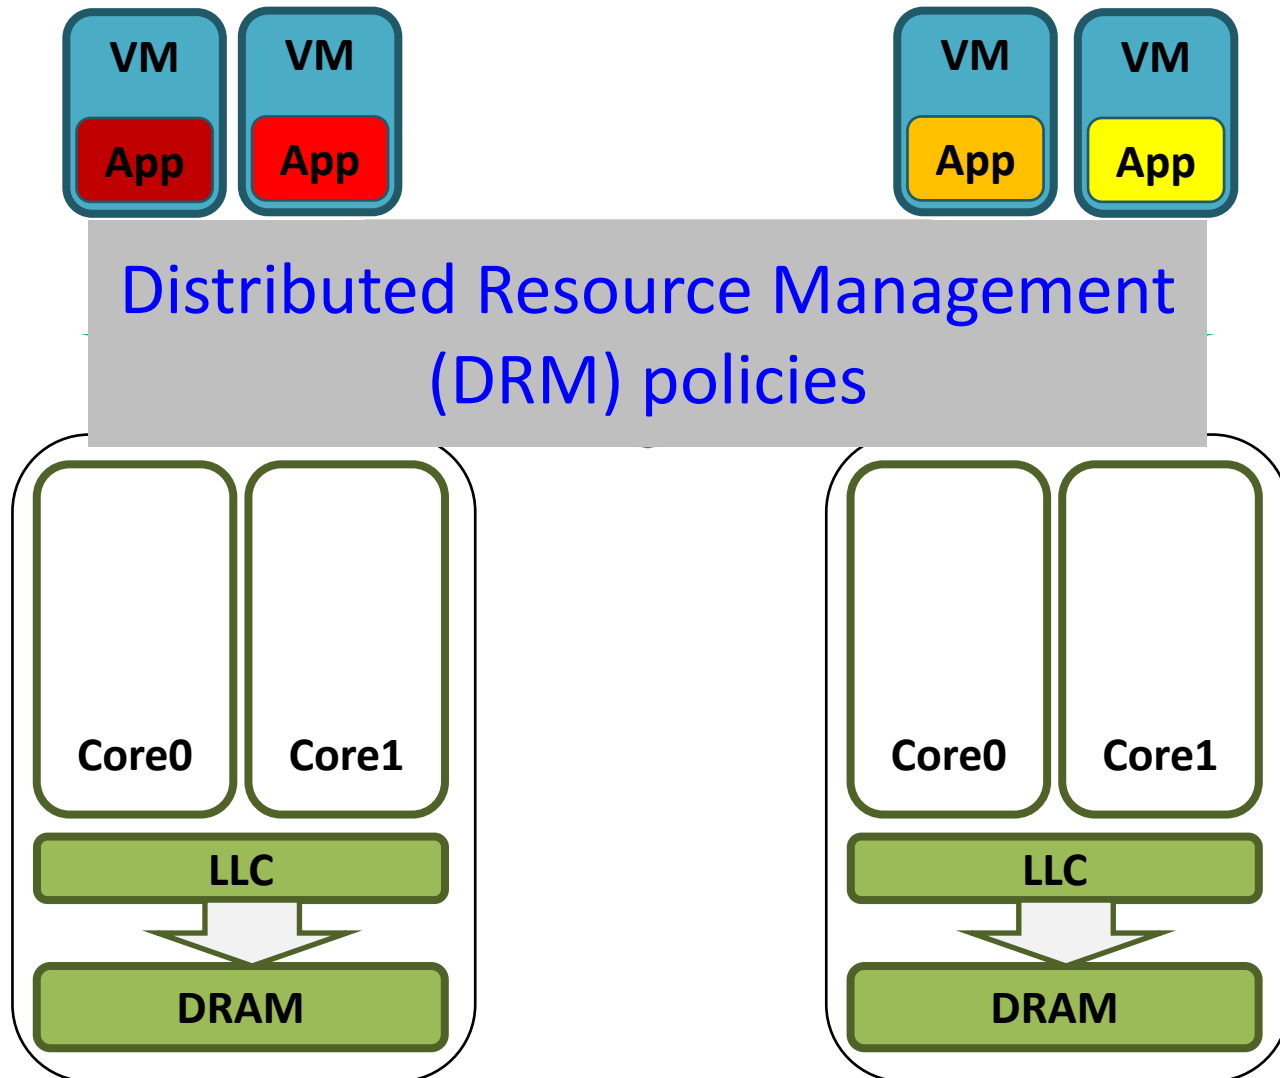 VM VM VM VM
App App App App
Distributed Resource Management
(DRM) policies
Core0 Core1 Core0 Core1
LLC LLC
DRAM DRAM